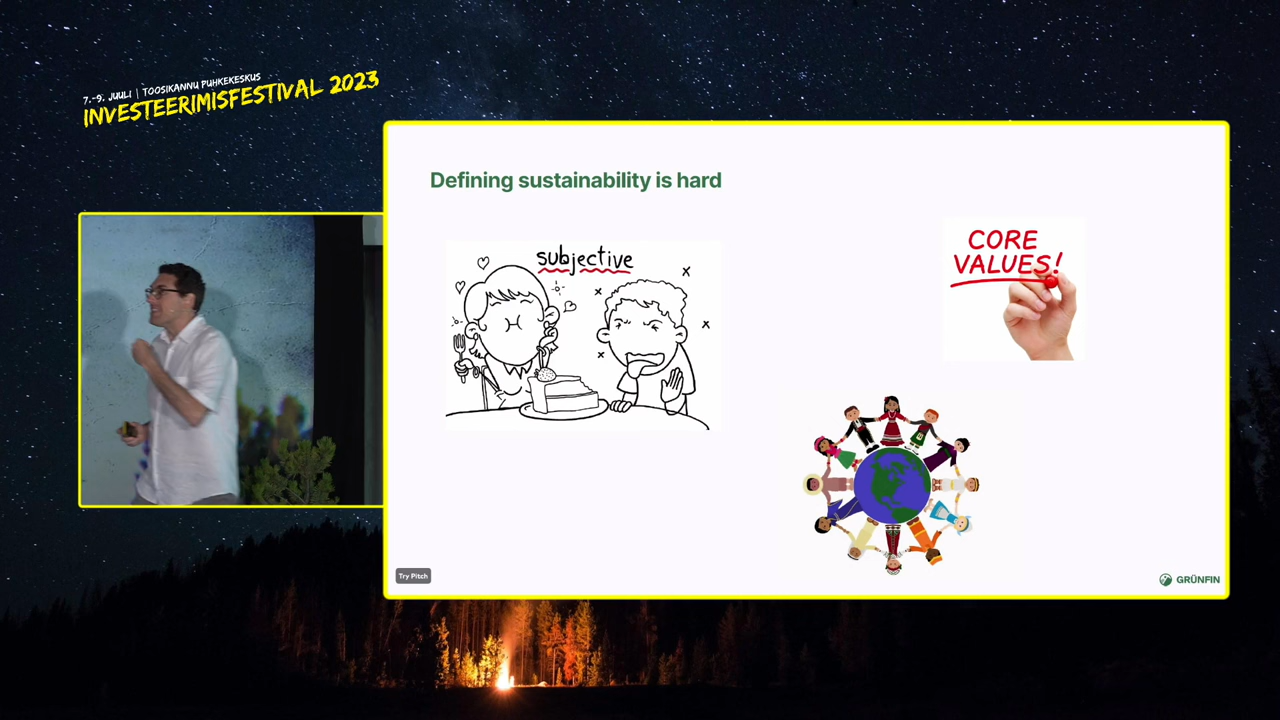 7.-9. JUULI | TOOSIKANNU PUHKEKESKUS
INVESTEERIMISFESTIVAL 2023
Defining sustainability is hard
subjective
CORE
VALUES!
Try Pitch
GRÜNFIN